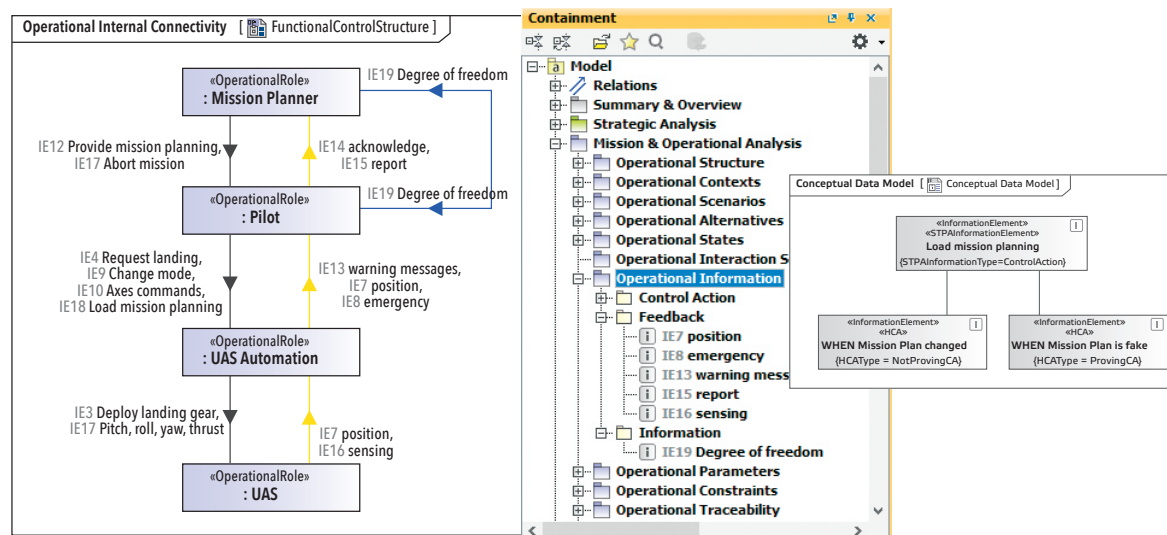 Operational Internal Connectivity [ FunctionalControlStructure ]
«OperationalRole»
: Mission Planner
IE19 Degree of freedom
IE12 Provide mission planning,
IE17 Abort mission
IE14 acknowledge,
IE15 report
IE19 Degree of freedom
«OperationalRole»
: Pilot
IE4 Request landing,
IE9 Change mode,
IE10 Axes commands,
IE18 Load mission planning
IE13 warning messages,
IE7 position,
IE8 emergency
«OperationalRole»
: UAS Automation
IE3 Deploy landing gear,
IE17 Pitch, roll, yaw, thrust
IE7 position,
IE16 sensing
«OperationalRole»
: UAS
Containment
a Model
Relations
Summary & Overview
Strategic Analysis
Mission & Operational Analysis
Operational Structure
Operational Contexts
Operational Scenarios
Operational Alternatives
Operational States
Operational Interaction S
Operational Information
Control Action
Feedback
i IE7 position
i IE8 emergency
i IE13 warning mess
i IE15 report
i IE16 sensing
Information
i IE19 Degree of freedom
Operational Parameters
Operational Constraints
Operational Traceability
Conceptual Data Model [ Conceptual Data Model ]
«InformationElement»
I
«STPAInformationElement»
Load mission planning
{STPAInformationType=ControlAction}
«InformationElement»
I
«HCA»
WHEN Mission Plan changed
{HCAType = NotProvingCA}
«InformationElement»
I
«HCA»
WHEN Mission Plan is fake
{HCAType = ProvingCA}